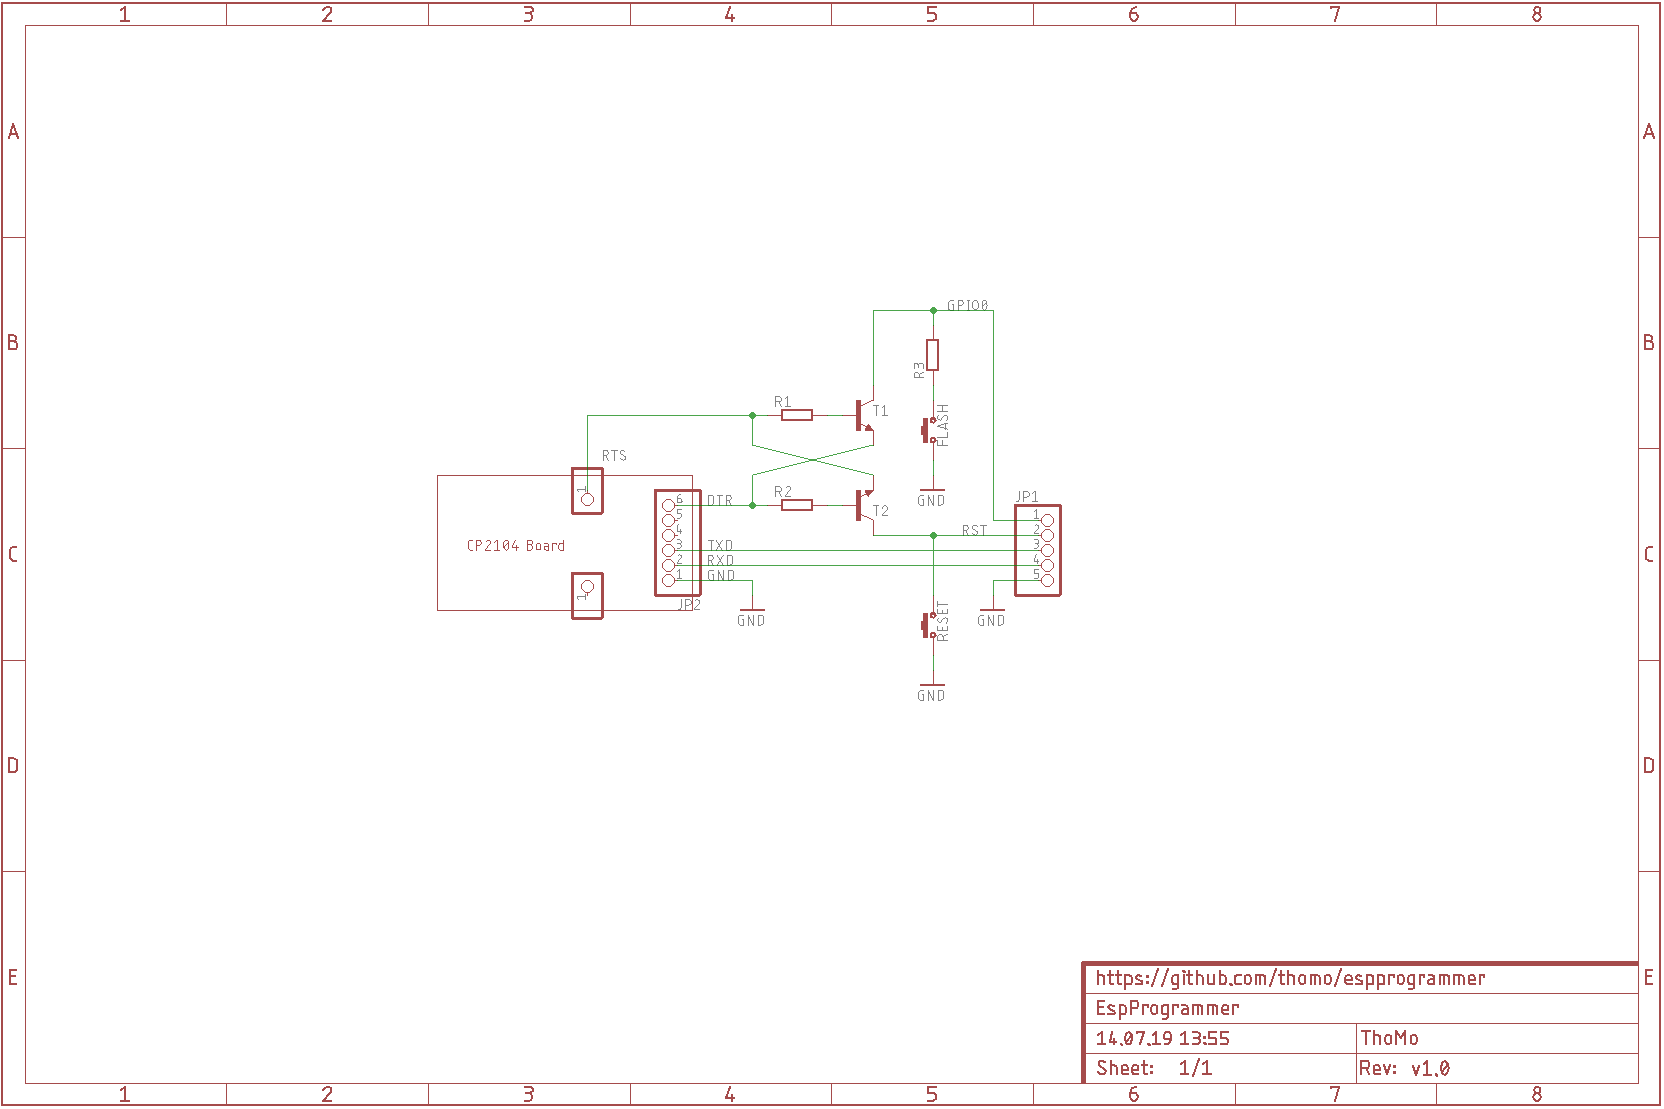 1 2 3 4 5 6 7 8
A A
B B
C C
D D
E E
GPIO0
R3
R1
T1
FLASH
RTS
1
R2
T2
GND
JP1
6 DTR
5
4
3 TXD
2 RXD
1 GND
JP2
CP2104 Board
1
RST
1
2
3
4
5
GND
RESET
GND
GND
https://github.com/thomo/espprogrammer
EspProgrammer
14.07.19 13:55 ThoMo
Sheet: 1/1 Rev: v1.0
1 2 3 4 5 6 7 8